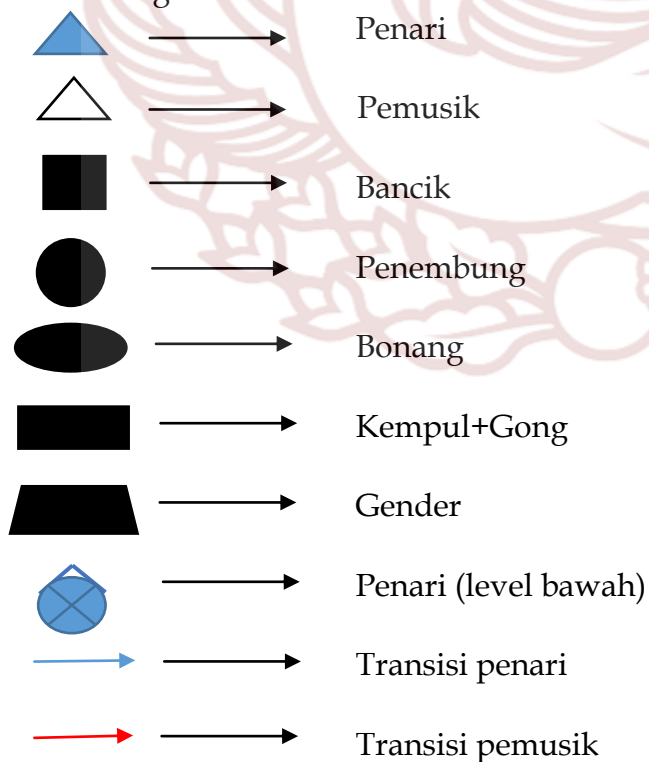 Penari
Pemusik
Bancik
Penembung
Bonang
Kempul+Gong
Gender
Penari (level bawah)
Transisi penari
Transisi pemusik